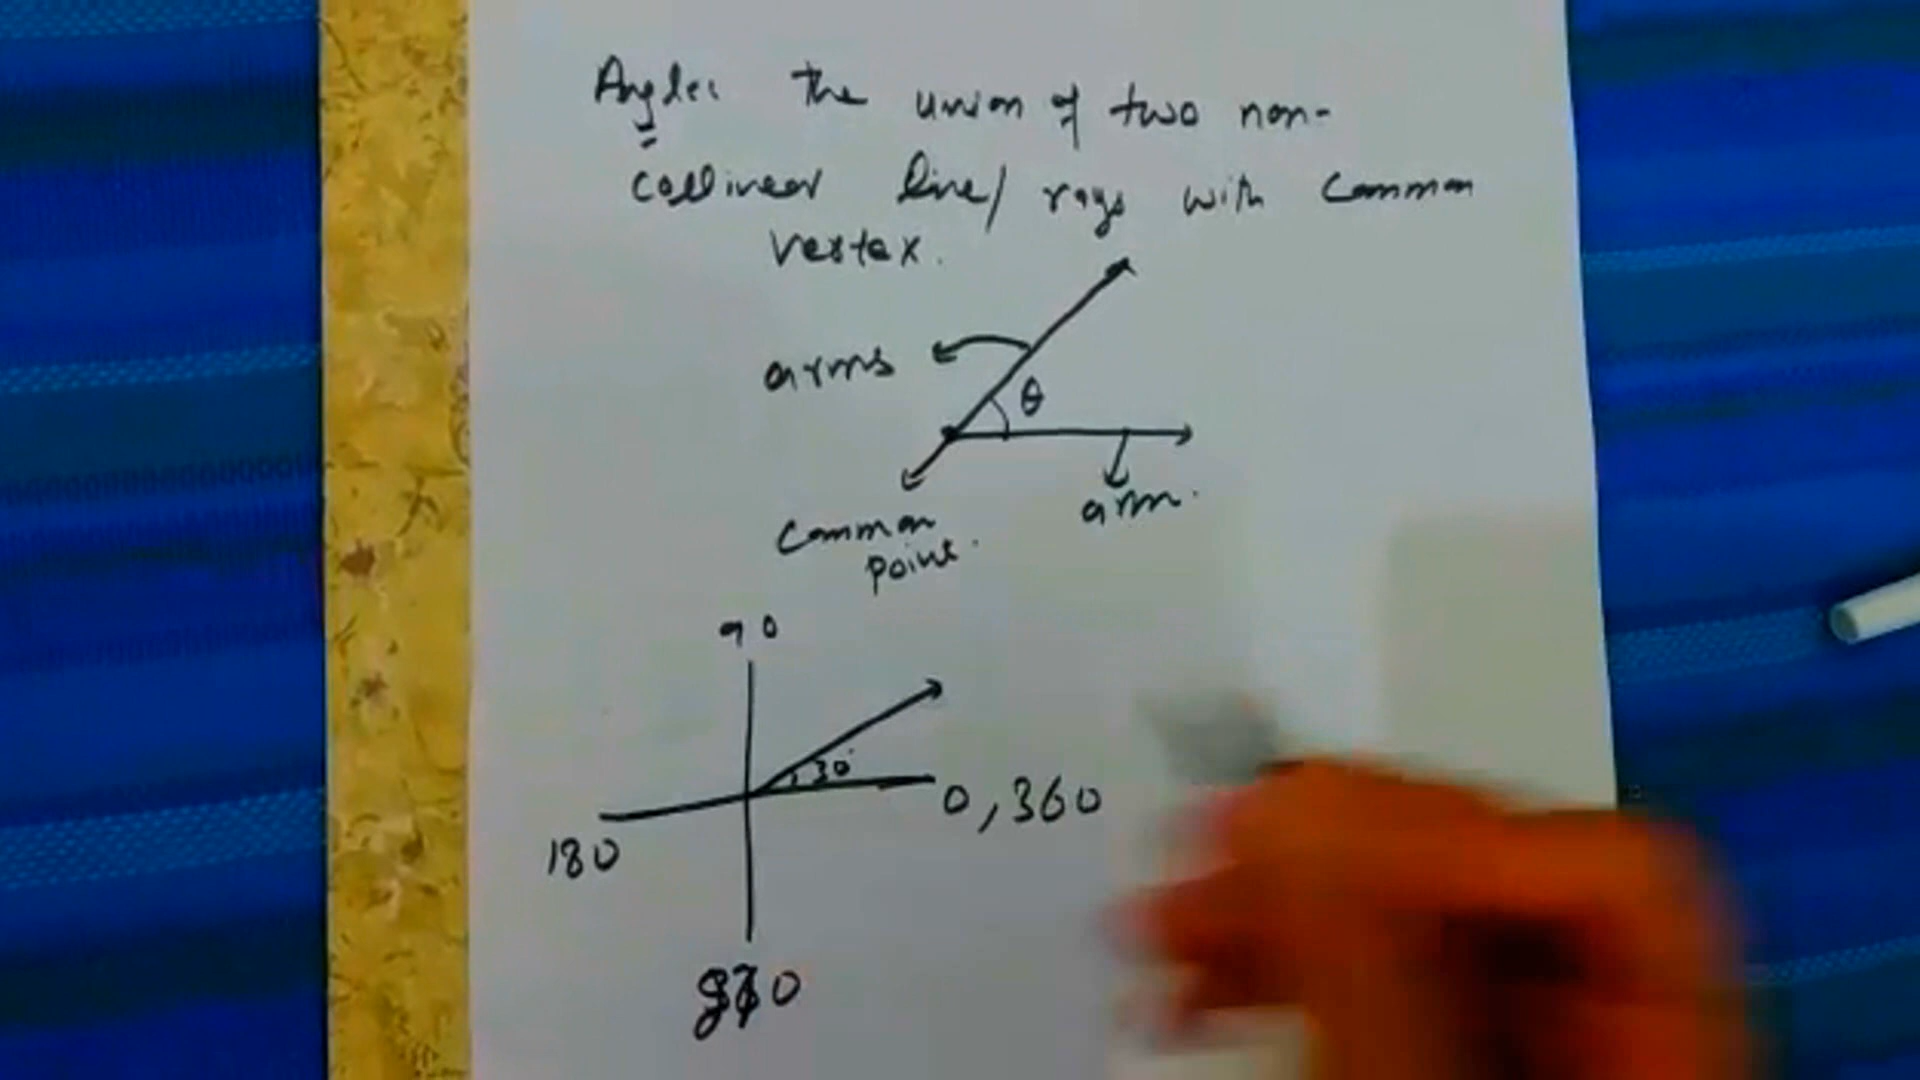 Angle: The union of two non-
collinear line/ rays with common
vertex.
arms
θ
arm.
common
point.
90
30°
0, 360
180